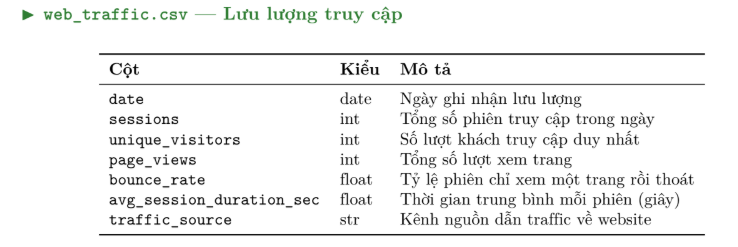 ▶ web_traffic.csv — Lưu lượng truy cập
Cột Kiểu Mô tả
date date Ngày ghi nhận lưu lượng
sessions int Tổng số phiên truy cập trong ngày
unique_visitors int Số lượt khách truy cập duy nhất
page_views int Tổng số lượt xem trang
bounce_rate float Tỷ lệ phiên chỉ xem một trang rồi thoát
avg_session_duration_sec float Thời gian trung bình mỗi phiên (giây)
traffic_source str Kênh nguồn dẫn traffic về website